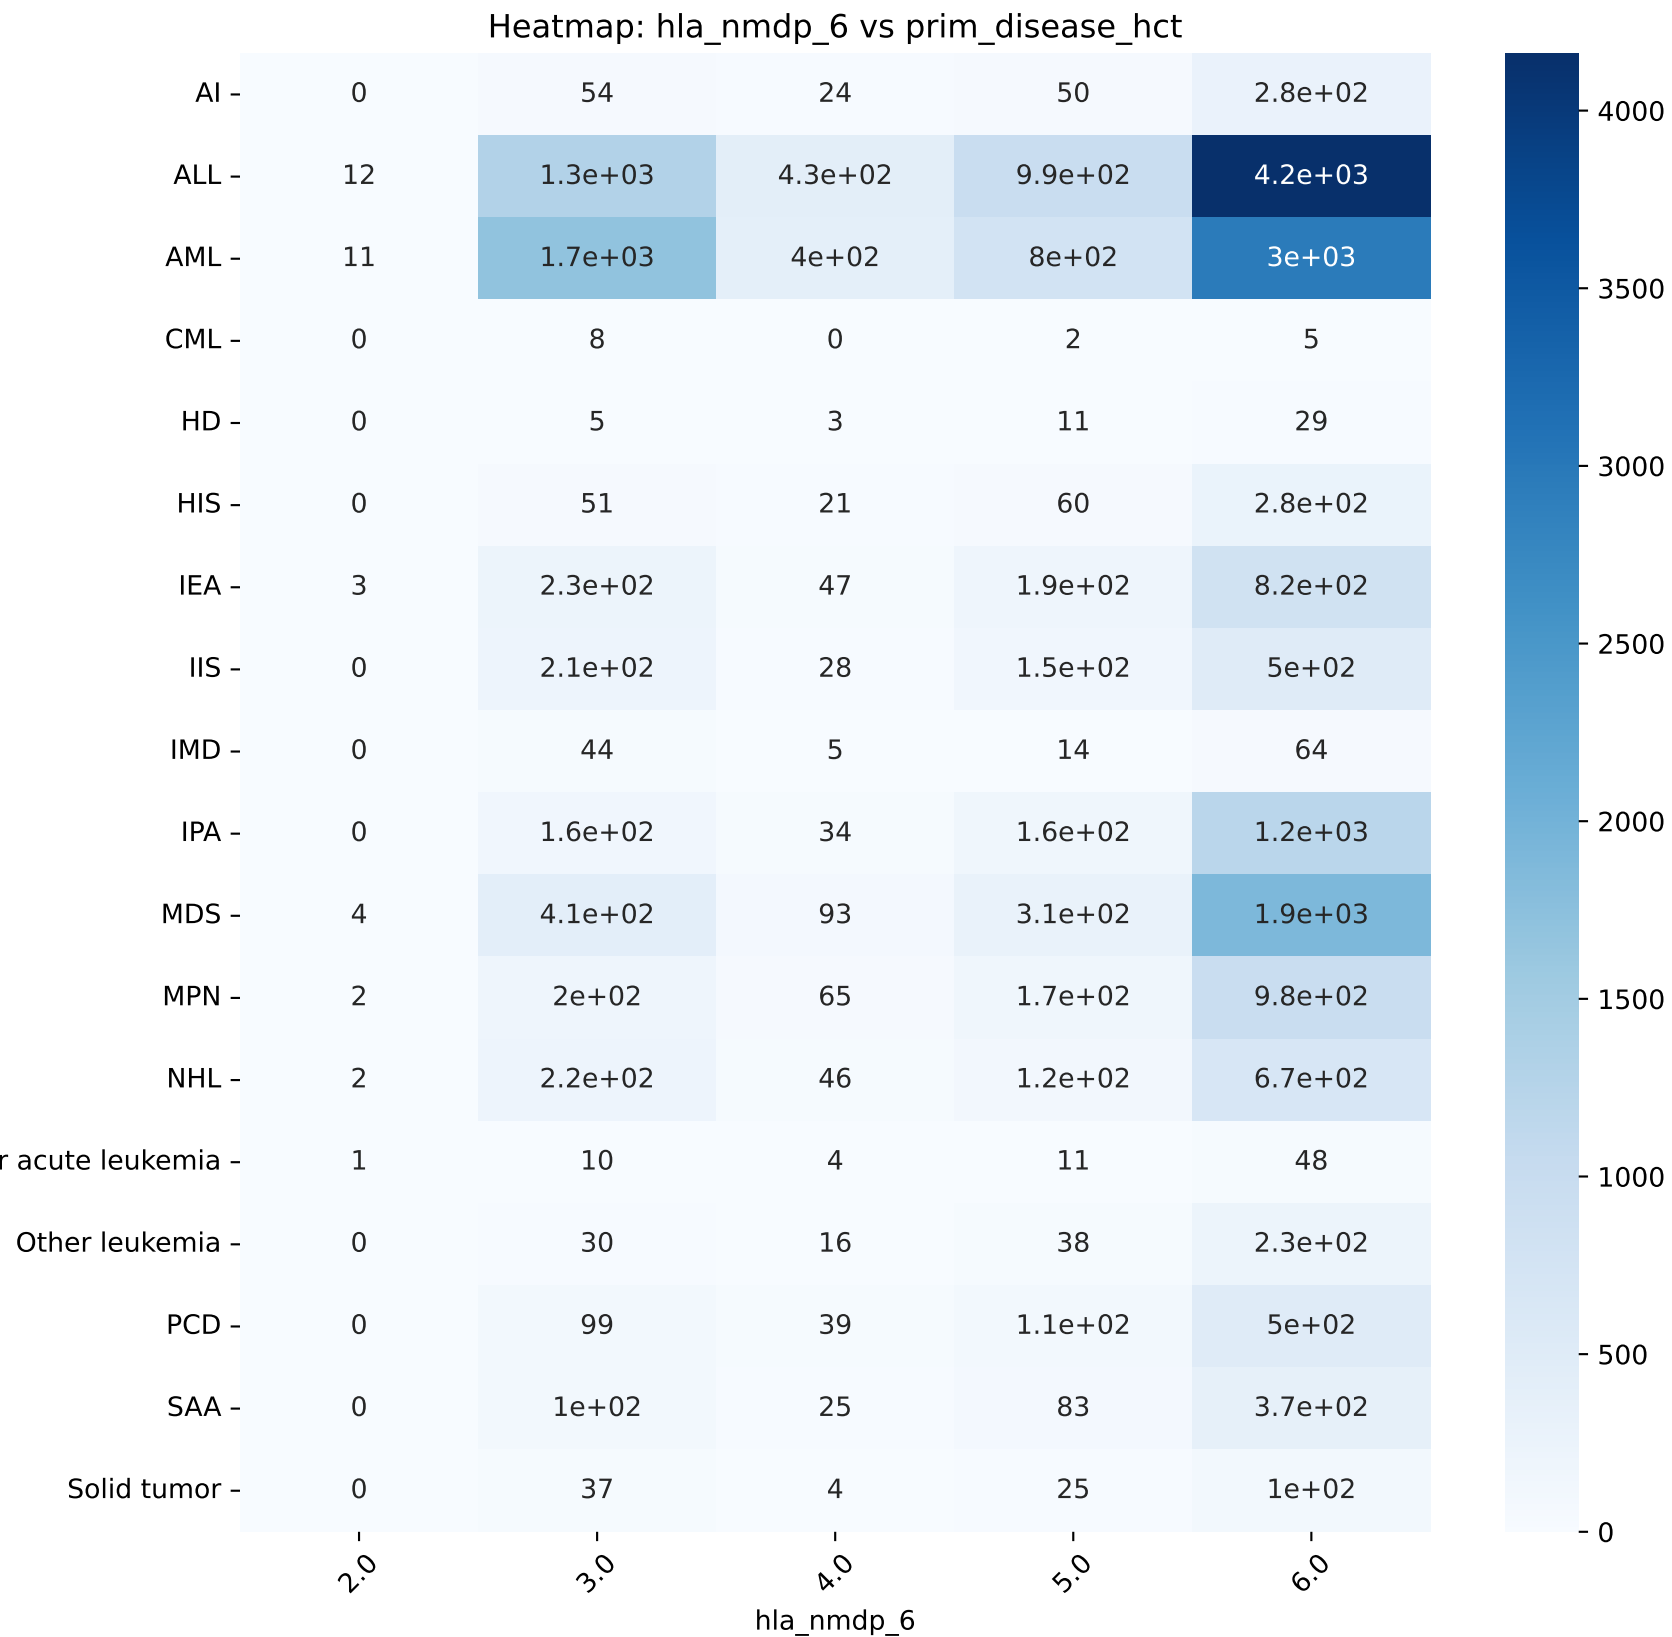 Heatmap: hla_nmdp_6 vs prim_disease_hct
AI 0 54 24 50 2.8e+02
ALL 12 1.3e+03 4.3e+02 9.9e+02 4.2e+03
AML 11 1.7e+03 4e+02 8e+02 3e+03
CML 0 8 0 2 5
HD 0 5 3 11 29
HIS 0 51 21 60 2.8e+02
IEA 3 2.3e+02 47 1.9e+02 8.2e+02
IIS 0 2.1e+02 28 1.5e+02 5e+02
IMD 0 44 5 14 64
IPA 0 1.6e+02 34 1.6e+02 1.2e+03
MDS 4 4.1e+02 93 3.1e+02 1.9e+03
MPN 2 2e+02 65 1.7e+02 9.8e+02
NHL 2 2.2e+02 46 1.2e+02 6.7e+02
r acute leukemia 1 10 4 11 48
Other leukemia 0 30 16 38 2.3e+02
PCD 0 99 39 1.1e+02 5e+02
SAA 0 1e+02 25 83 3.7e+02
Solid tumor 0 37 4 25 1e+02
2.0 3.0 4.0 5.0 6.0
hla_nmdp_6
4000
3500
3000
2500
2000
1500
1000
500
0